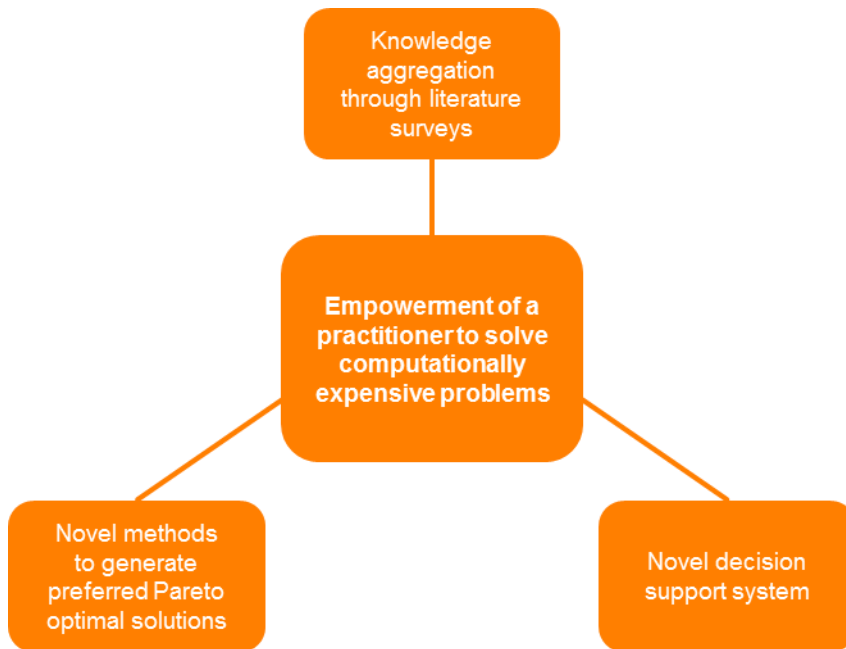 Knowledge
aggregation
through literature
surveys
Empowerment of a
practitioner to solve
computationally
expensive problems
Novel methods
to generate
preferred Pareto
optimal solutions
Novel decision
support system